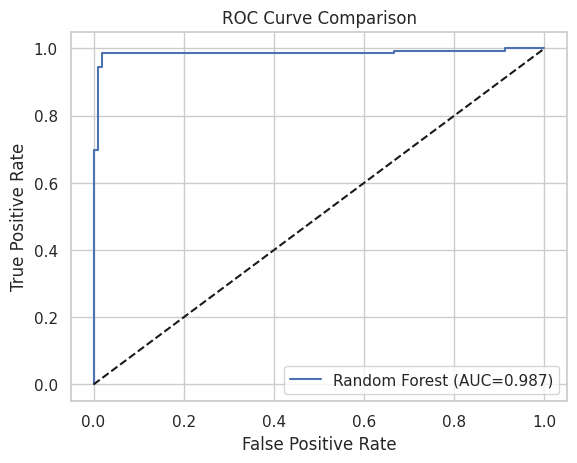 ROC Curve Comparison
1.0
0.8
0.6
0.4
0.2
0.0
True Positive Rate
Random Forest (AUC=0.987)
0.0 0.2 0.4 0.6 0.8 1.0
False Positive Rate